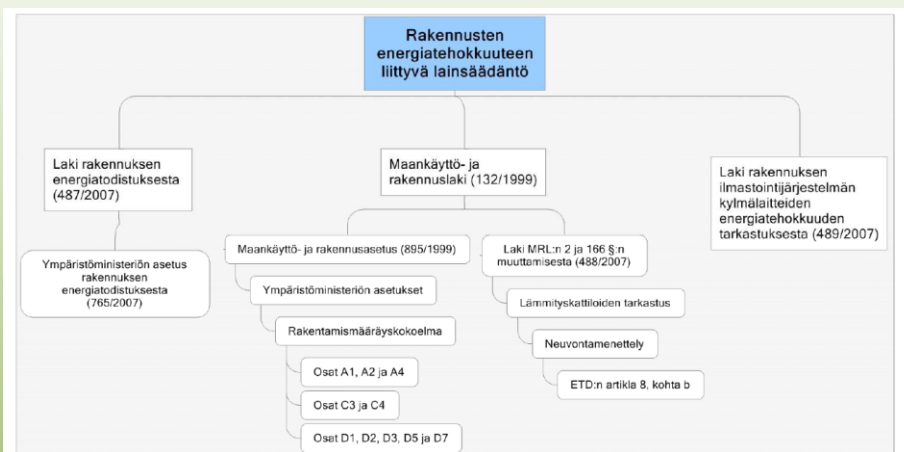 Rakennusten
energiatehokkuuteen
liittyvä lainsäädäntö
Laki rakennuksen
energiatodistuksesta
(487/2007)
Ympäristöministeriön asetus
rakennuksen
energiatodistuksesta
(765/2007)
Maankäyttö- ja
rakennuslaki (132/1999)
Maankäyttö- ja rakennusasetus (895/1999)
Ympäristöministeriön asetukset
Rakentamismääräyskokoelma
Osat A1, A2 ja A4
Osat C3 ja C4
Osat D1, D2, D3, D5 ja D7
Laki MRL:n 2 ja 166 §:n
muuttamisesta (488/2007)
Lämmityskattiloiden tarkastus
Neuvontamenettely
ETD:n artikla 8, kohta b
Laki rakennuksen
ilmastointijärjestelmän
kylmälaitteiden
energiatehokkuuden
tarkastuksesta (489/2007)